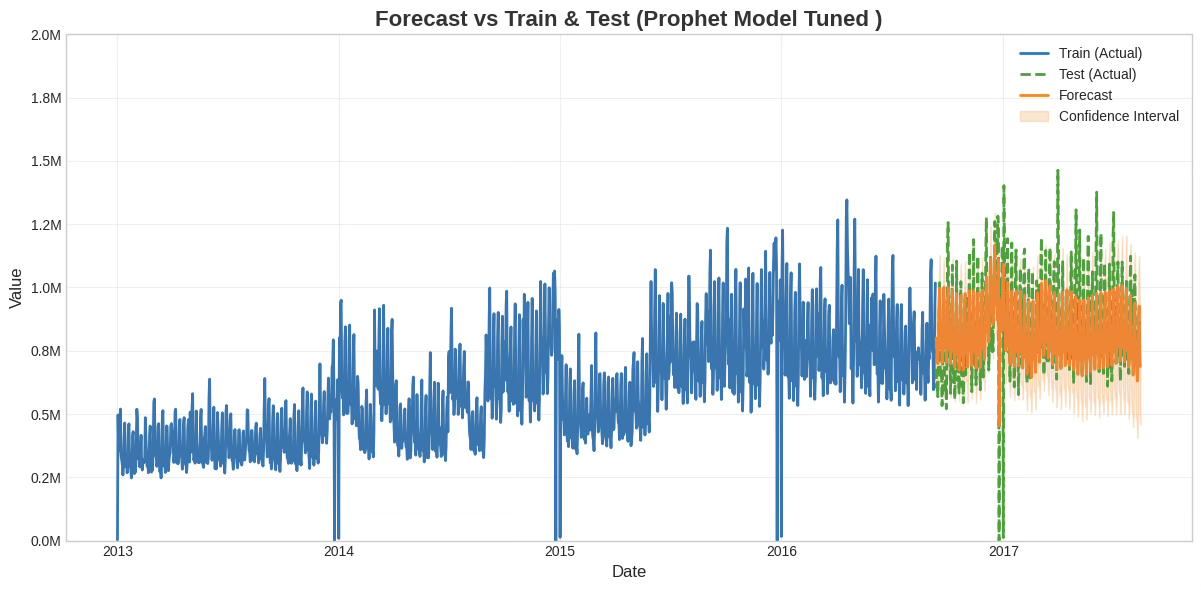 Forecast vs Train & Test (Prophet Model Tuned )
2.0M
1.8M
1.5M
1.2M
1.0M
0.8M
0.5M
0.2M
0.0M
Value
Train (Actual)
Test (Actual)
Forecast
Confidence Interval
2013
2014
2015
2016
2017
Date